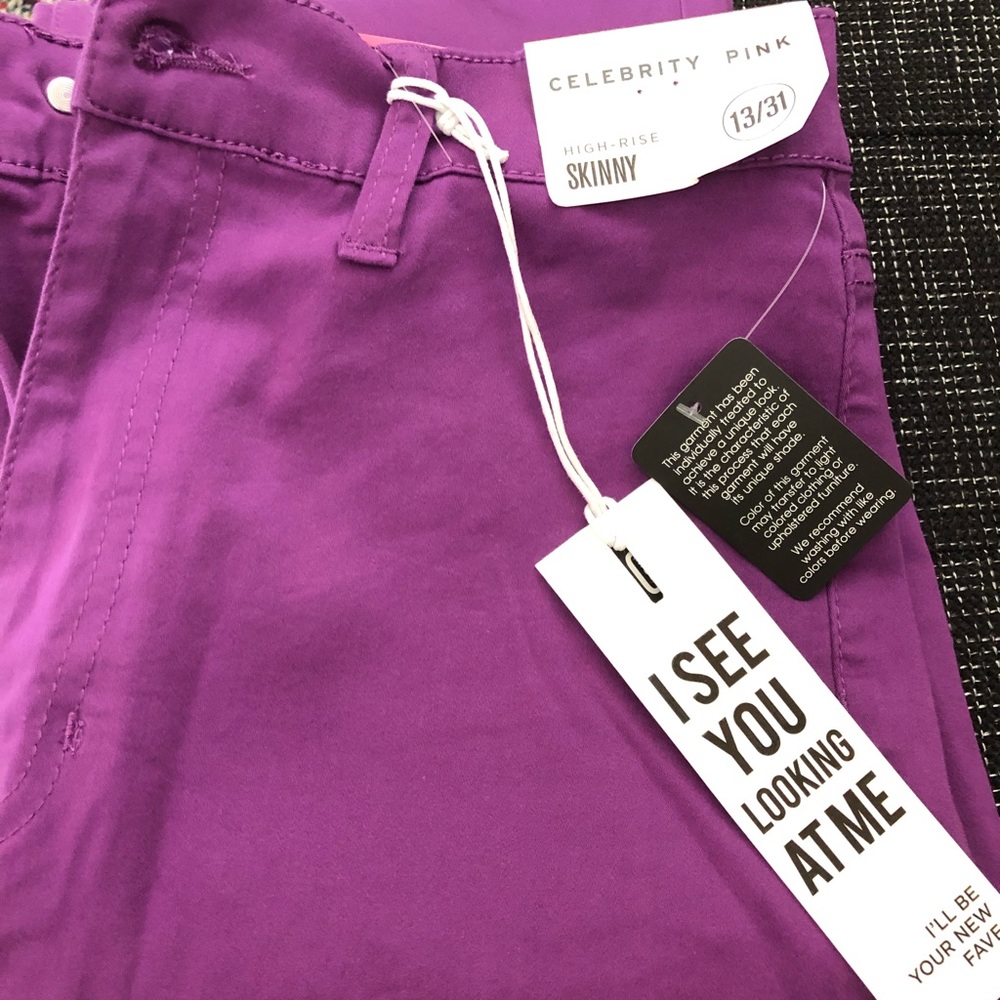 CELEBRITY PINK
13/31
HIGH-RISE
SKINNY
This garment has been
individually treated to
achieve a unique look.
It is the characteristic of
this process that each
garment will have
its unique shade.
Color of this garment
may transfer to light
colored clothing or
upholstered furniture.
We recommend
washing with like
colors before wearing.
I SEE
YOU
LOOKING
AT ME
I'LL BE
YOUR NEW
FAVE